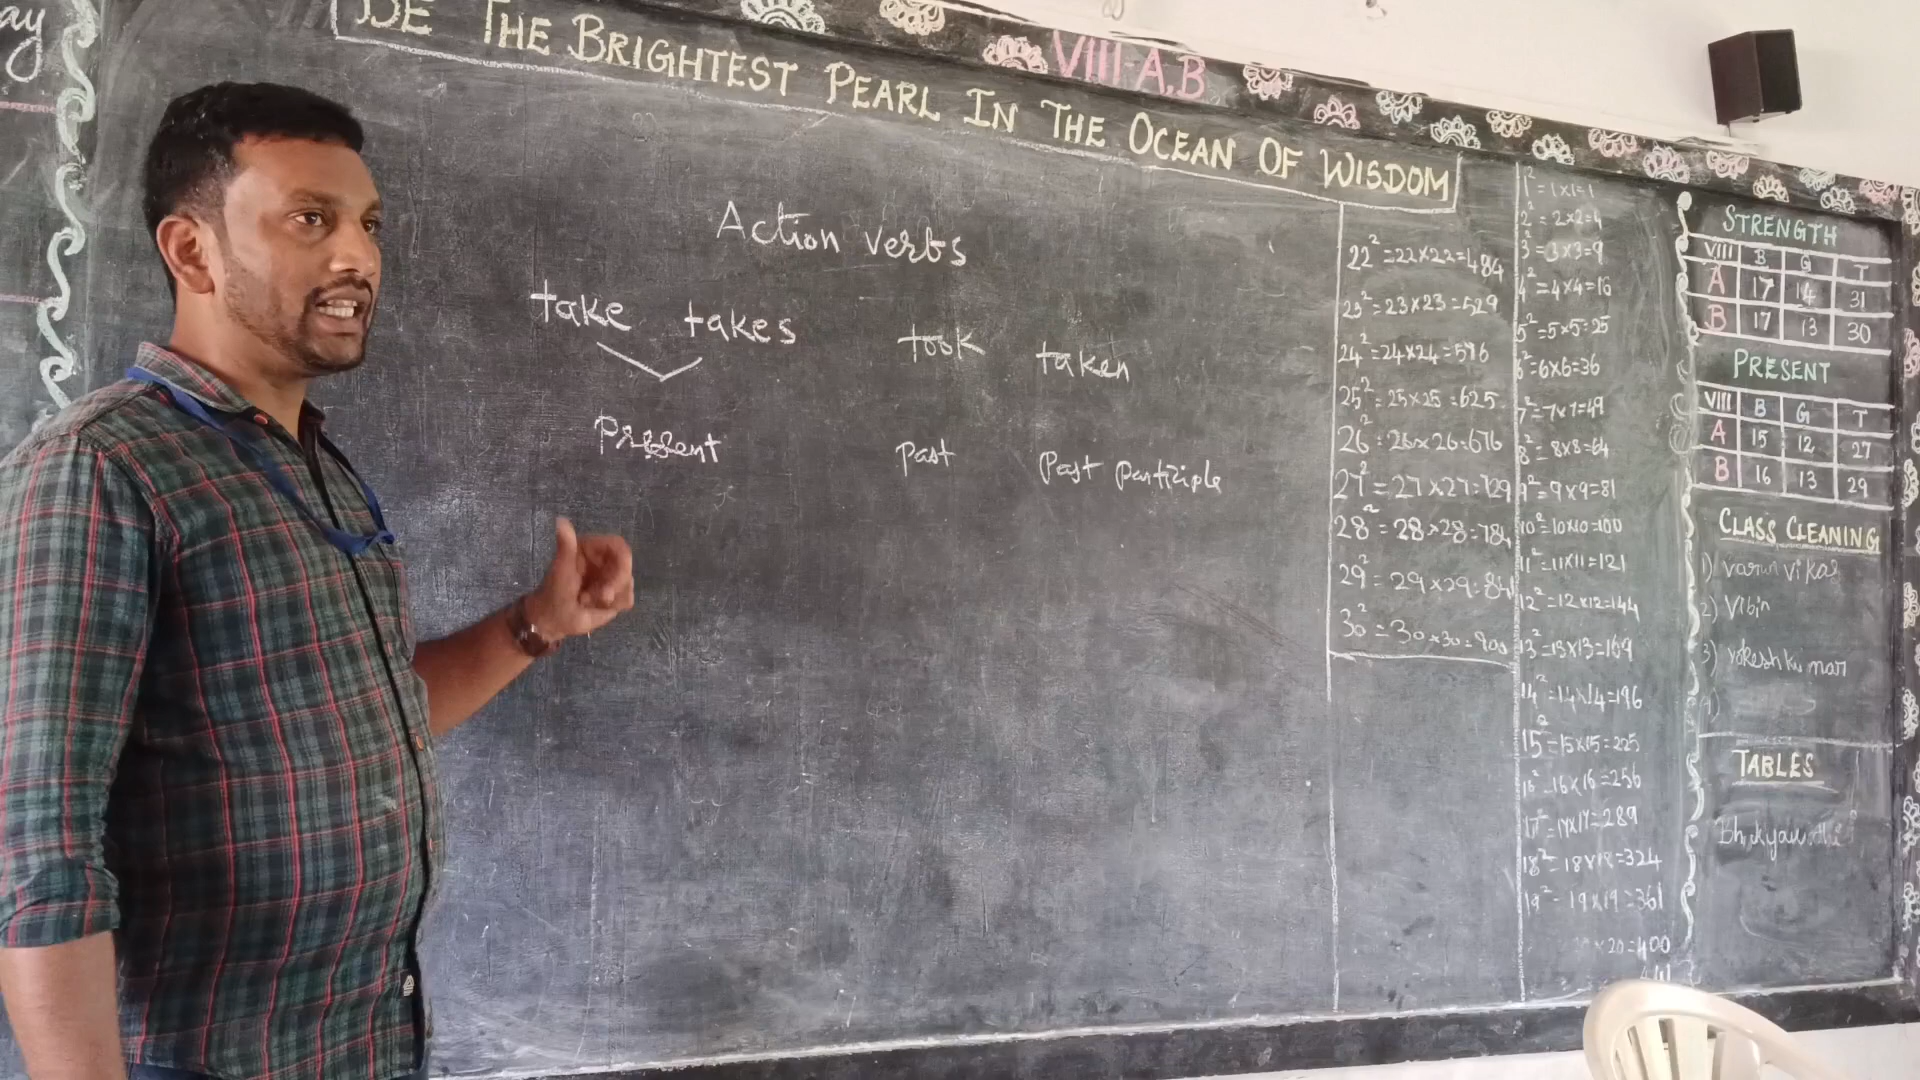 ay
BE THE BRIGHTEST PEARL IN THE OCEAN OF WISDOM
VIII-A,B
Action verbs
take takes took taken
Present Past Past participle
22² = 22×22=484
23² = 23×23=529
24² = 24×24=576
25² = 25×25=625
26² = 26×26=676
27² = 27×27=729
28² = 28×28=784
29² = 29×29=841
30² = 30×30=900
1² = 1×1=1
2² = 2×2=4
3² = 3×3=9
4² = 4×4=16
5² = 5×5=25
6² = 6×6=36
7² = 7×7=49
8² = 8×8=64
9² = 9×9=81
10² = 10×10=100
11² = 11×11=121
12² = 12×12=144
13² = 13×13=169
14² = 14×14=196
15² = 15×15=225
16² = 16×16=256
17² = 17×17=289
18² = 18×18=324
19² = 19×19=361
20=400
STRENGTH
VIII B G T
A 17 14 31
B 17 13 30
PRESENT
VIII B G T
A 15 12 27
B 16 13 29
CLASS CLEANING
1) varun vikas
2) Vibin
3) kumar
4)
TABLES